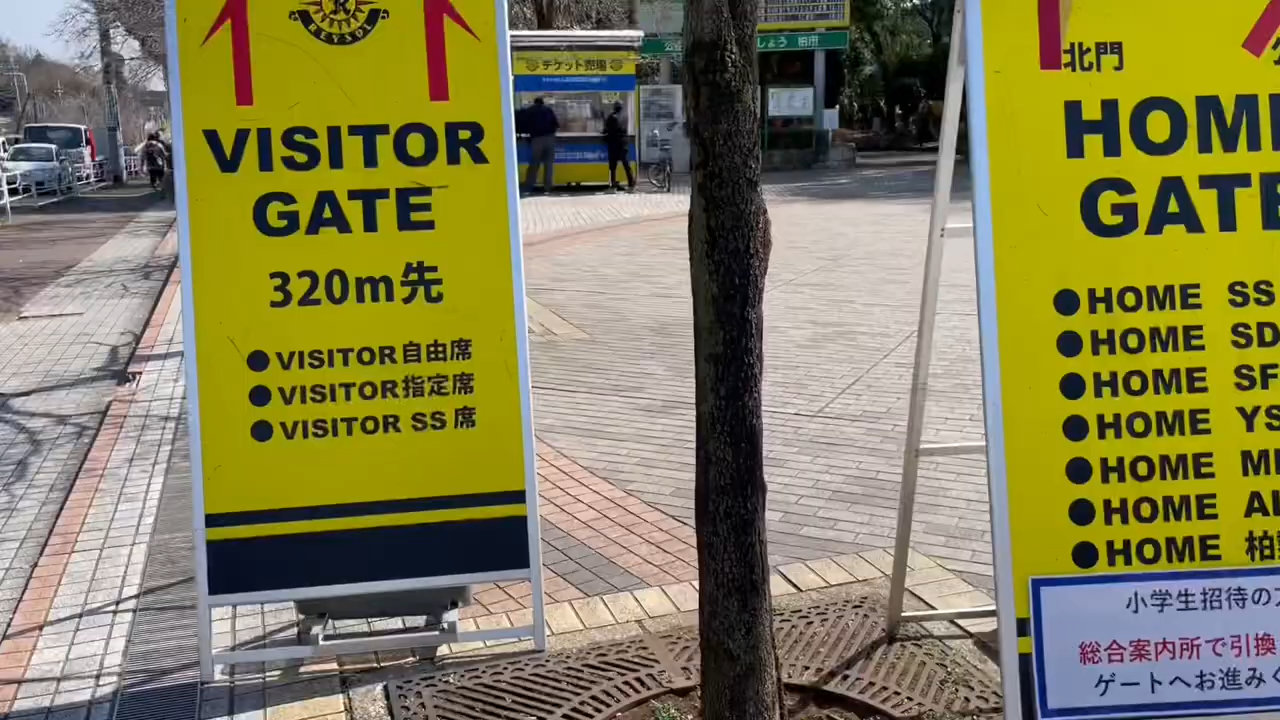 REYSOL
VISITOR
GATE
320m先
●VISITOR自由席
●VISITOR指定席
●VISITOR SS席
チケット売場
北門
HOME
GATE
●HOME SS
●HOME SD
●HOME SF
●HOME YS
●HOME
●HOME
●HOME 柏
小学生招待の
総合案内所で引換
ゲートへお進み